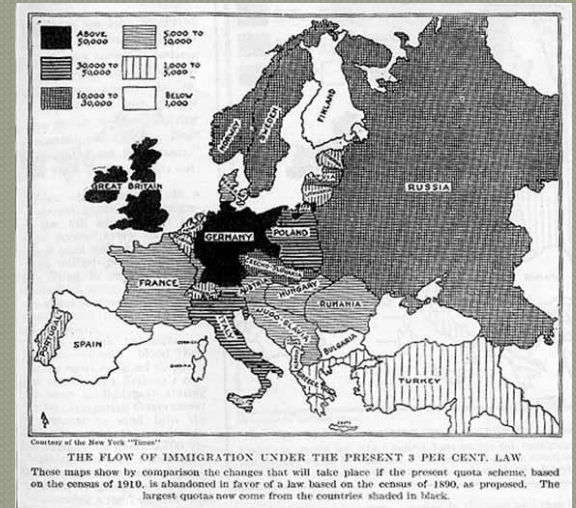 ABOVE
50,000
5,000 TO
10,000
30,000 TO
50,000
1,000 TO
5,000
10,000 TO
30,000
BELOW
1,000
FINLAND
NORWAY
SWEDEN
RUSSIA
GREAT BRITAIN
GERMANY
POLAND
CZECHO-SLOVAKIA
FRANCE
HUNGARY
RUMANIA
JUGO-SLAVIA
ITALY
BULGARIA
PORTUGAL
SPAIN
GREECE
TURKEY
Courtesy of the New York "Times"
THE FLOW OF IMMIGRATION UNDER THE PRESENT 3 PER CENT. LAW
These maps show by comparison the changes that will take place if the present quota scheme, based
on the census of 1910, is abandoned in favor of a law based on the census of 1890, as proposed. The
largest quotas now come from the countries shaded in black.